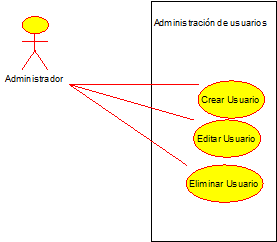 Administración de usuarios
Administrador
Crear Usuario
Editar Usuario
Eliminar Usuario